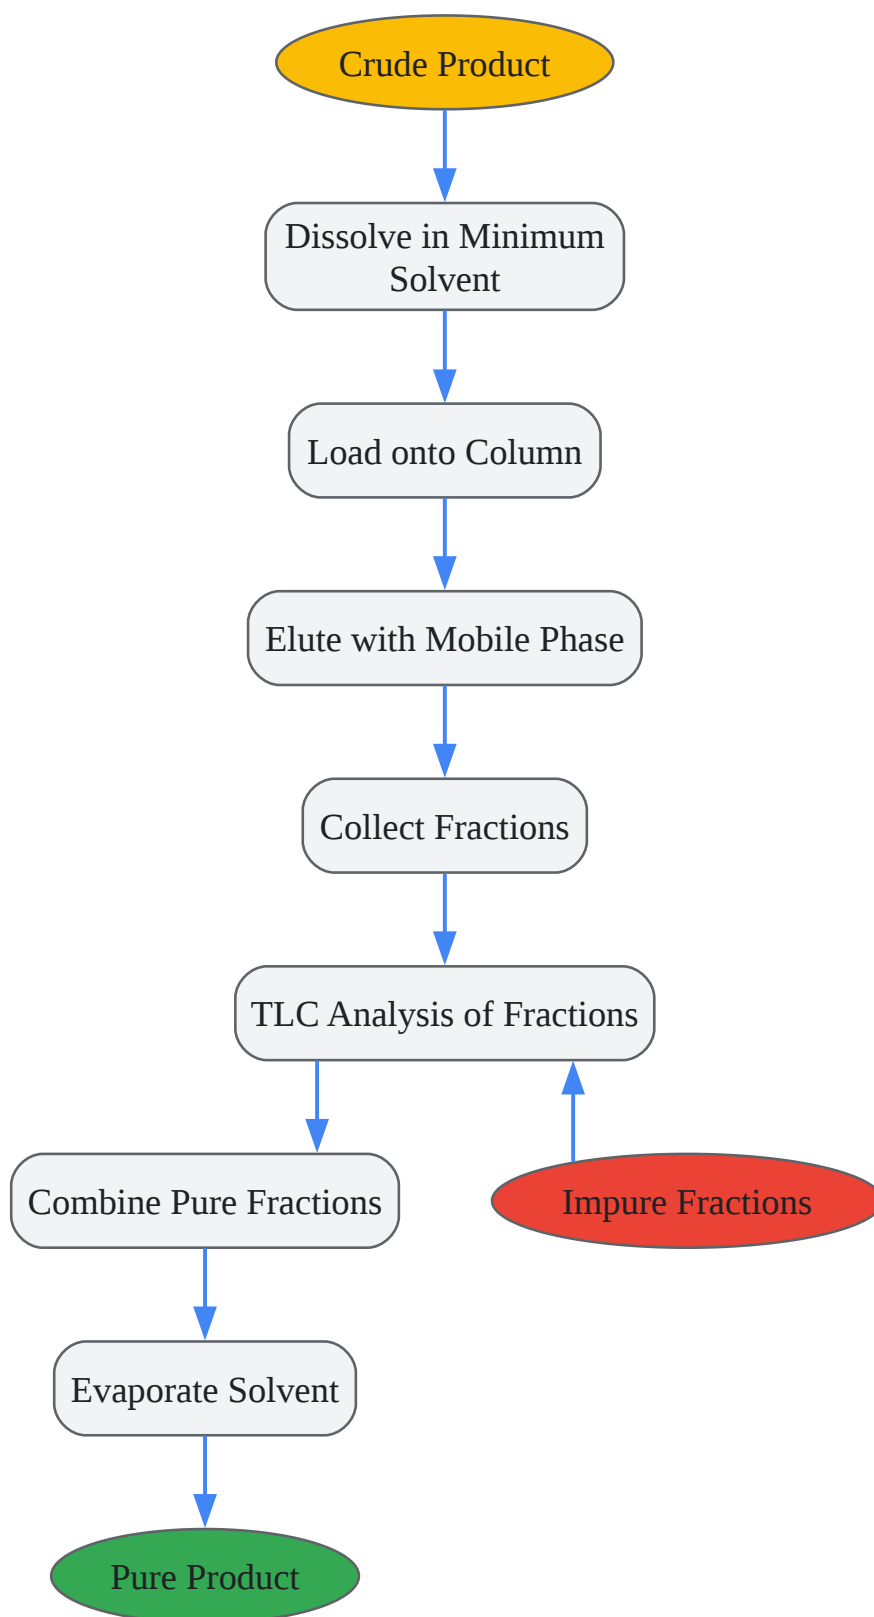 Crude Product
Dissolve in Minimum
Solvent
Load onto Column
Elute with Mobile Phase
Collect Fractions
TLC Analysis of Fractions
Combine Pure Fractions
Impure Fractions
Evaporate Solvent
Pure Product